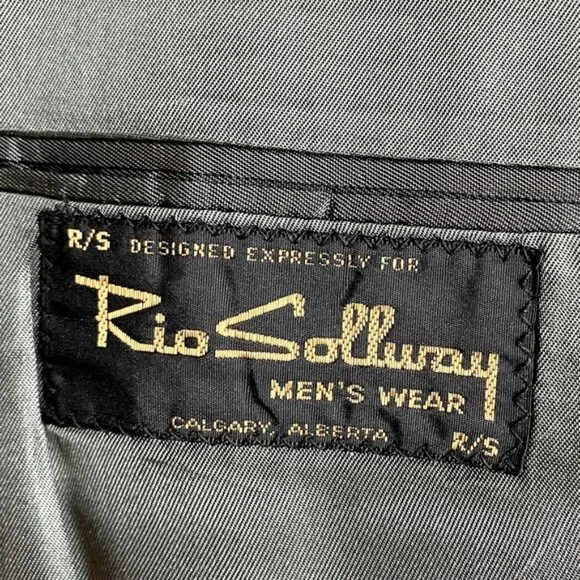 R/S DESIGNED EXPRESSLY FOR
Rio Sollway
MEN'S WEAR
CALGARY, ALBERTA
R/S